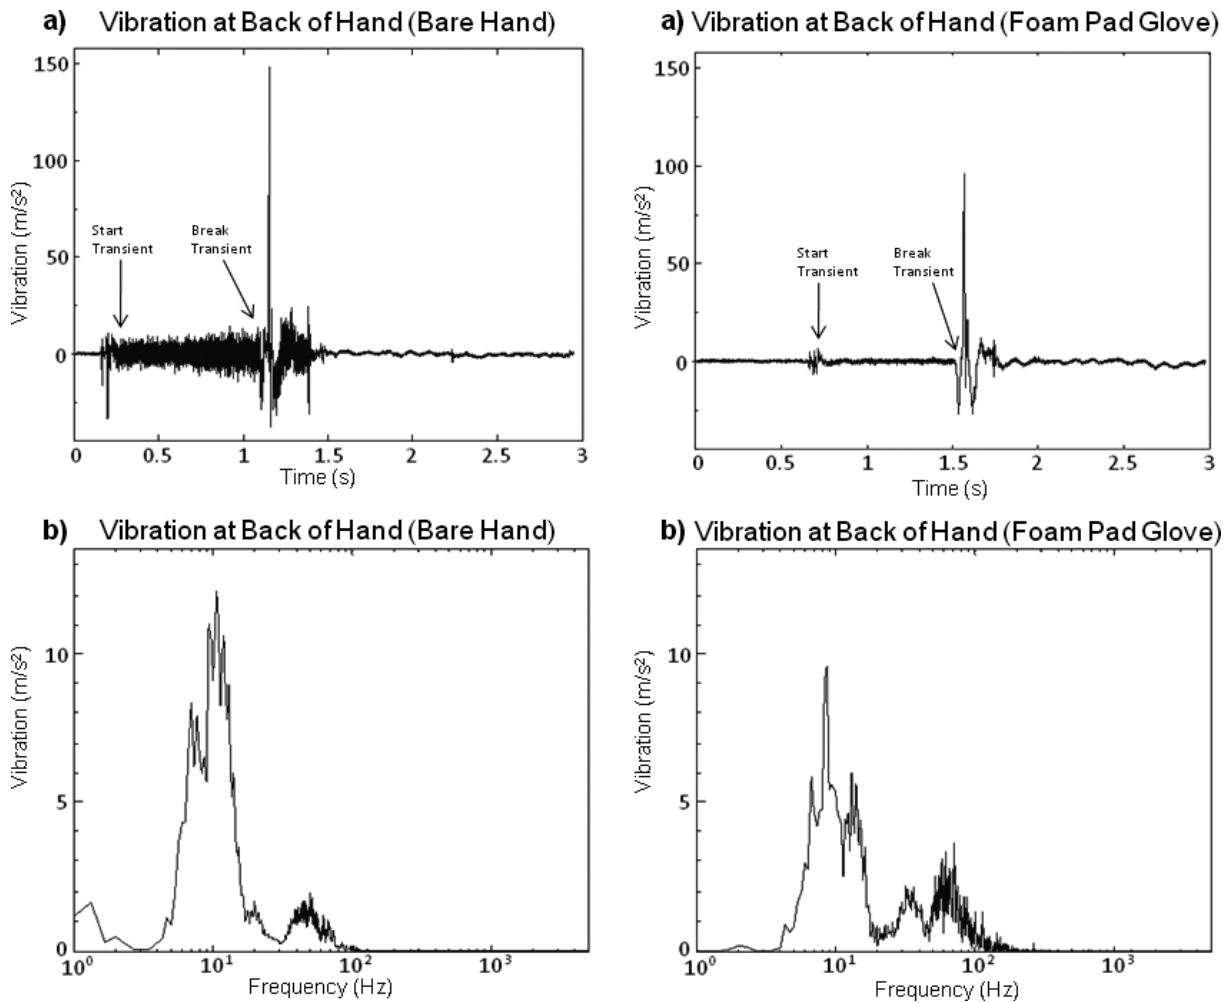 a) Vibration at Back of Hand (Bare Hand)
150
100
50
0
Vibration (m/s²)
Start
Transient
Break
Transient
0
0.5
1
1.5
2
2.5
3
Time (s)
a) Vibration at Back of Hand (Foam Pad Glove)
150
100
50
0
Vibration (m/s²)
Start
Transient
Break
Transient
0
0.5
1
1.5
2
2.5
3
Time (s)
b) Vibration at Back of Hand (Bare Hand)
10
5
0
Vibration (m/s²)
10⁰
10¹
10²
10³
Frequency (Hz)
b) Vibration at Back of Hand (Foam Pad Glove)
10
5
0
Vibration (m/s²)
10⁰
10¹
10²
10³
Frequency (Hz)